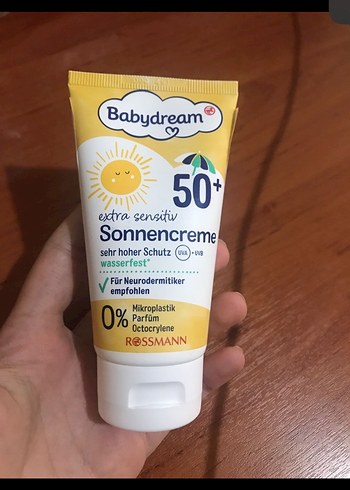 Babydream
50+
extra sensitiv
Sonnencreme
sehr hoher Schutz UVA + UVB
wasserfest*
Für Neurodermitiker
empfohlen
0% Mikroplastik
Parfüm
Octocrylene
ROSSMANN